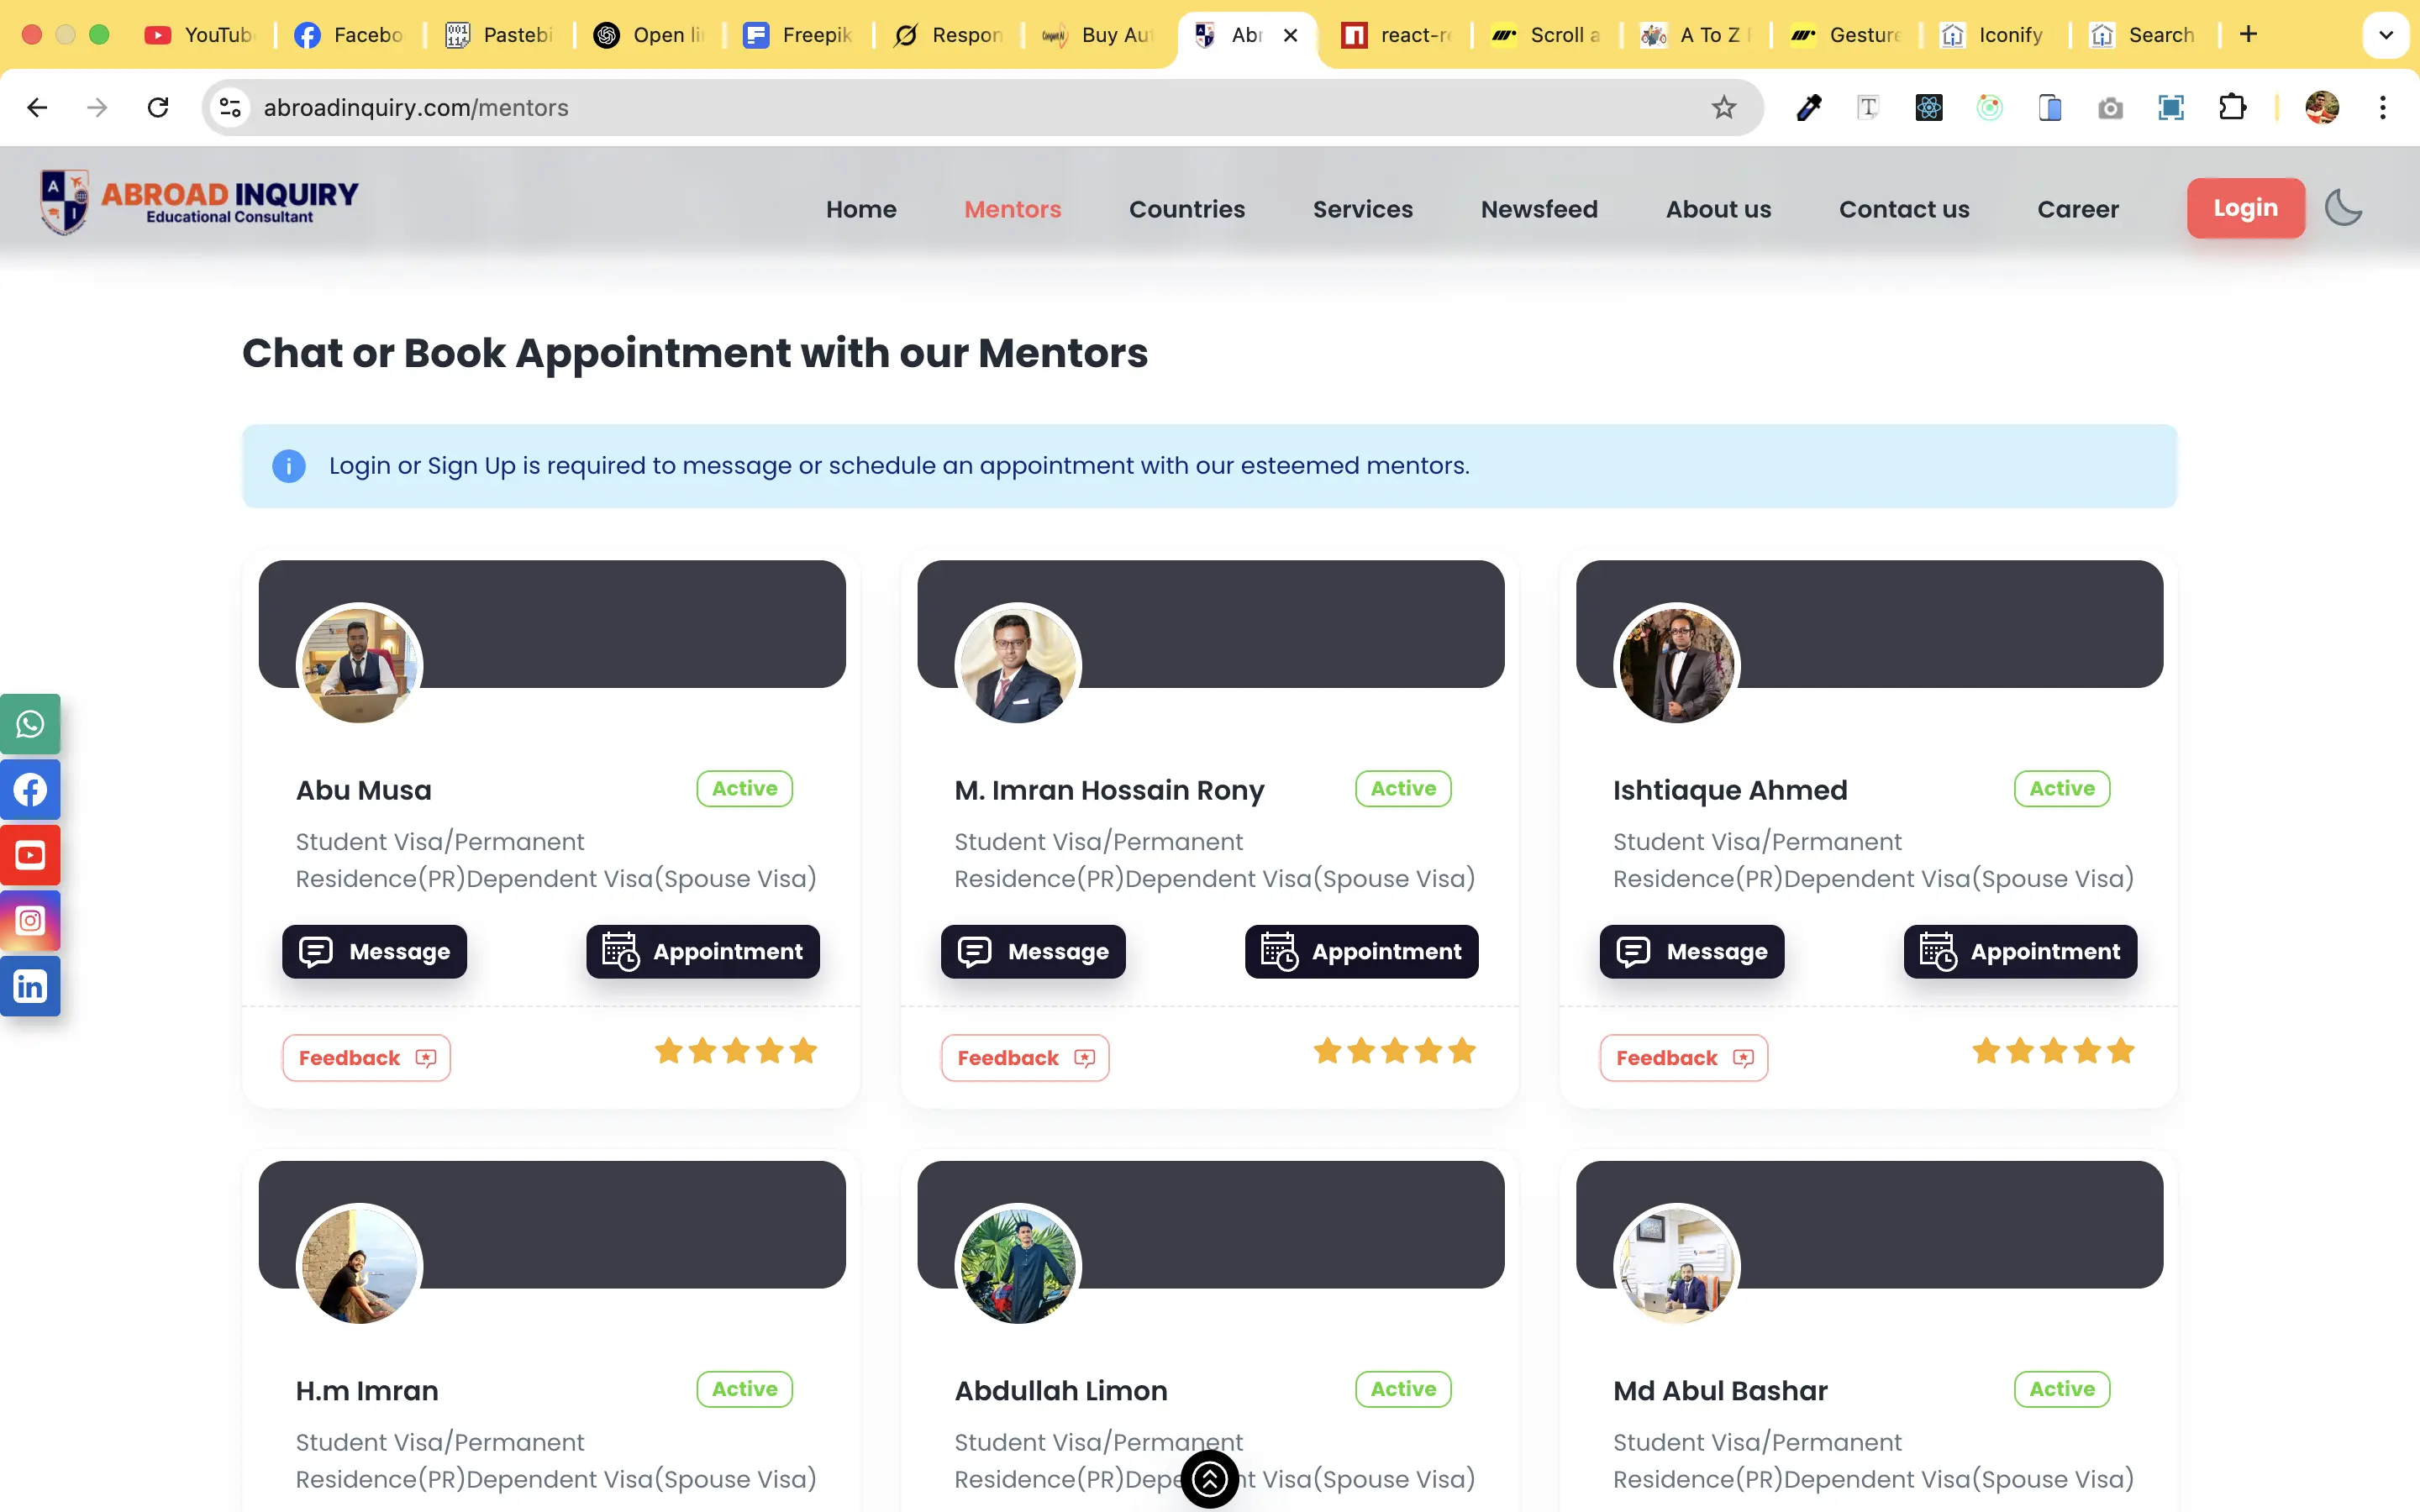 YouTub
Facebo
Pastebi
Open li
Freepik
Respon
Buy Aut
Abr
react-re
Scroll a
A To Z
Gesture
Iconify
Search
abroadinquiry.com/mentors
ABROAD INQUIRY
Educational Consultant
Home
Mentors
Countries
Services
Newsfeed
About us
Contact us
Career
Login
Chat or Book Appointment with our Mentors
Login or Sign Up is required to message or schedule an appointment with our esteemed mentors.
Abu Musa
Active
Student Visa/Permanent
Residence(PR)Dependent Visa(Spouse Visa)
Message
Appointment
Feedback
M. Imran Hossain Rony
Active
Student Visa/Permanent
Residence(PR)Dependent Visa(Spouse Visa)
Message
Appointment
Feedback
Ishtiaque Ahmed
Active
Student Visa/Permanent
Residence(PR)Dependent Visa(Spouse Visa)
Message
Appointment
Feedback
H.m Imran
Active
Student Visa/Permanent
Residence(PR)Dependent Visa(Spouse Visa)
Abdullah Limon
Active
Student Visa/Permanent
Residence(PR)Depe nt Visa(Spouse Visa)
Md Abul Bashar
Active
Student Visa/Permanent
Residence(PR)Dependent Visa(Spouse Visa)